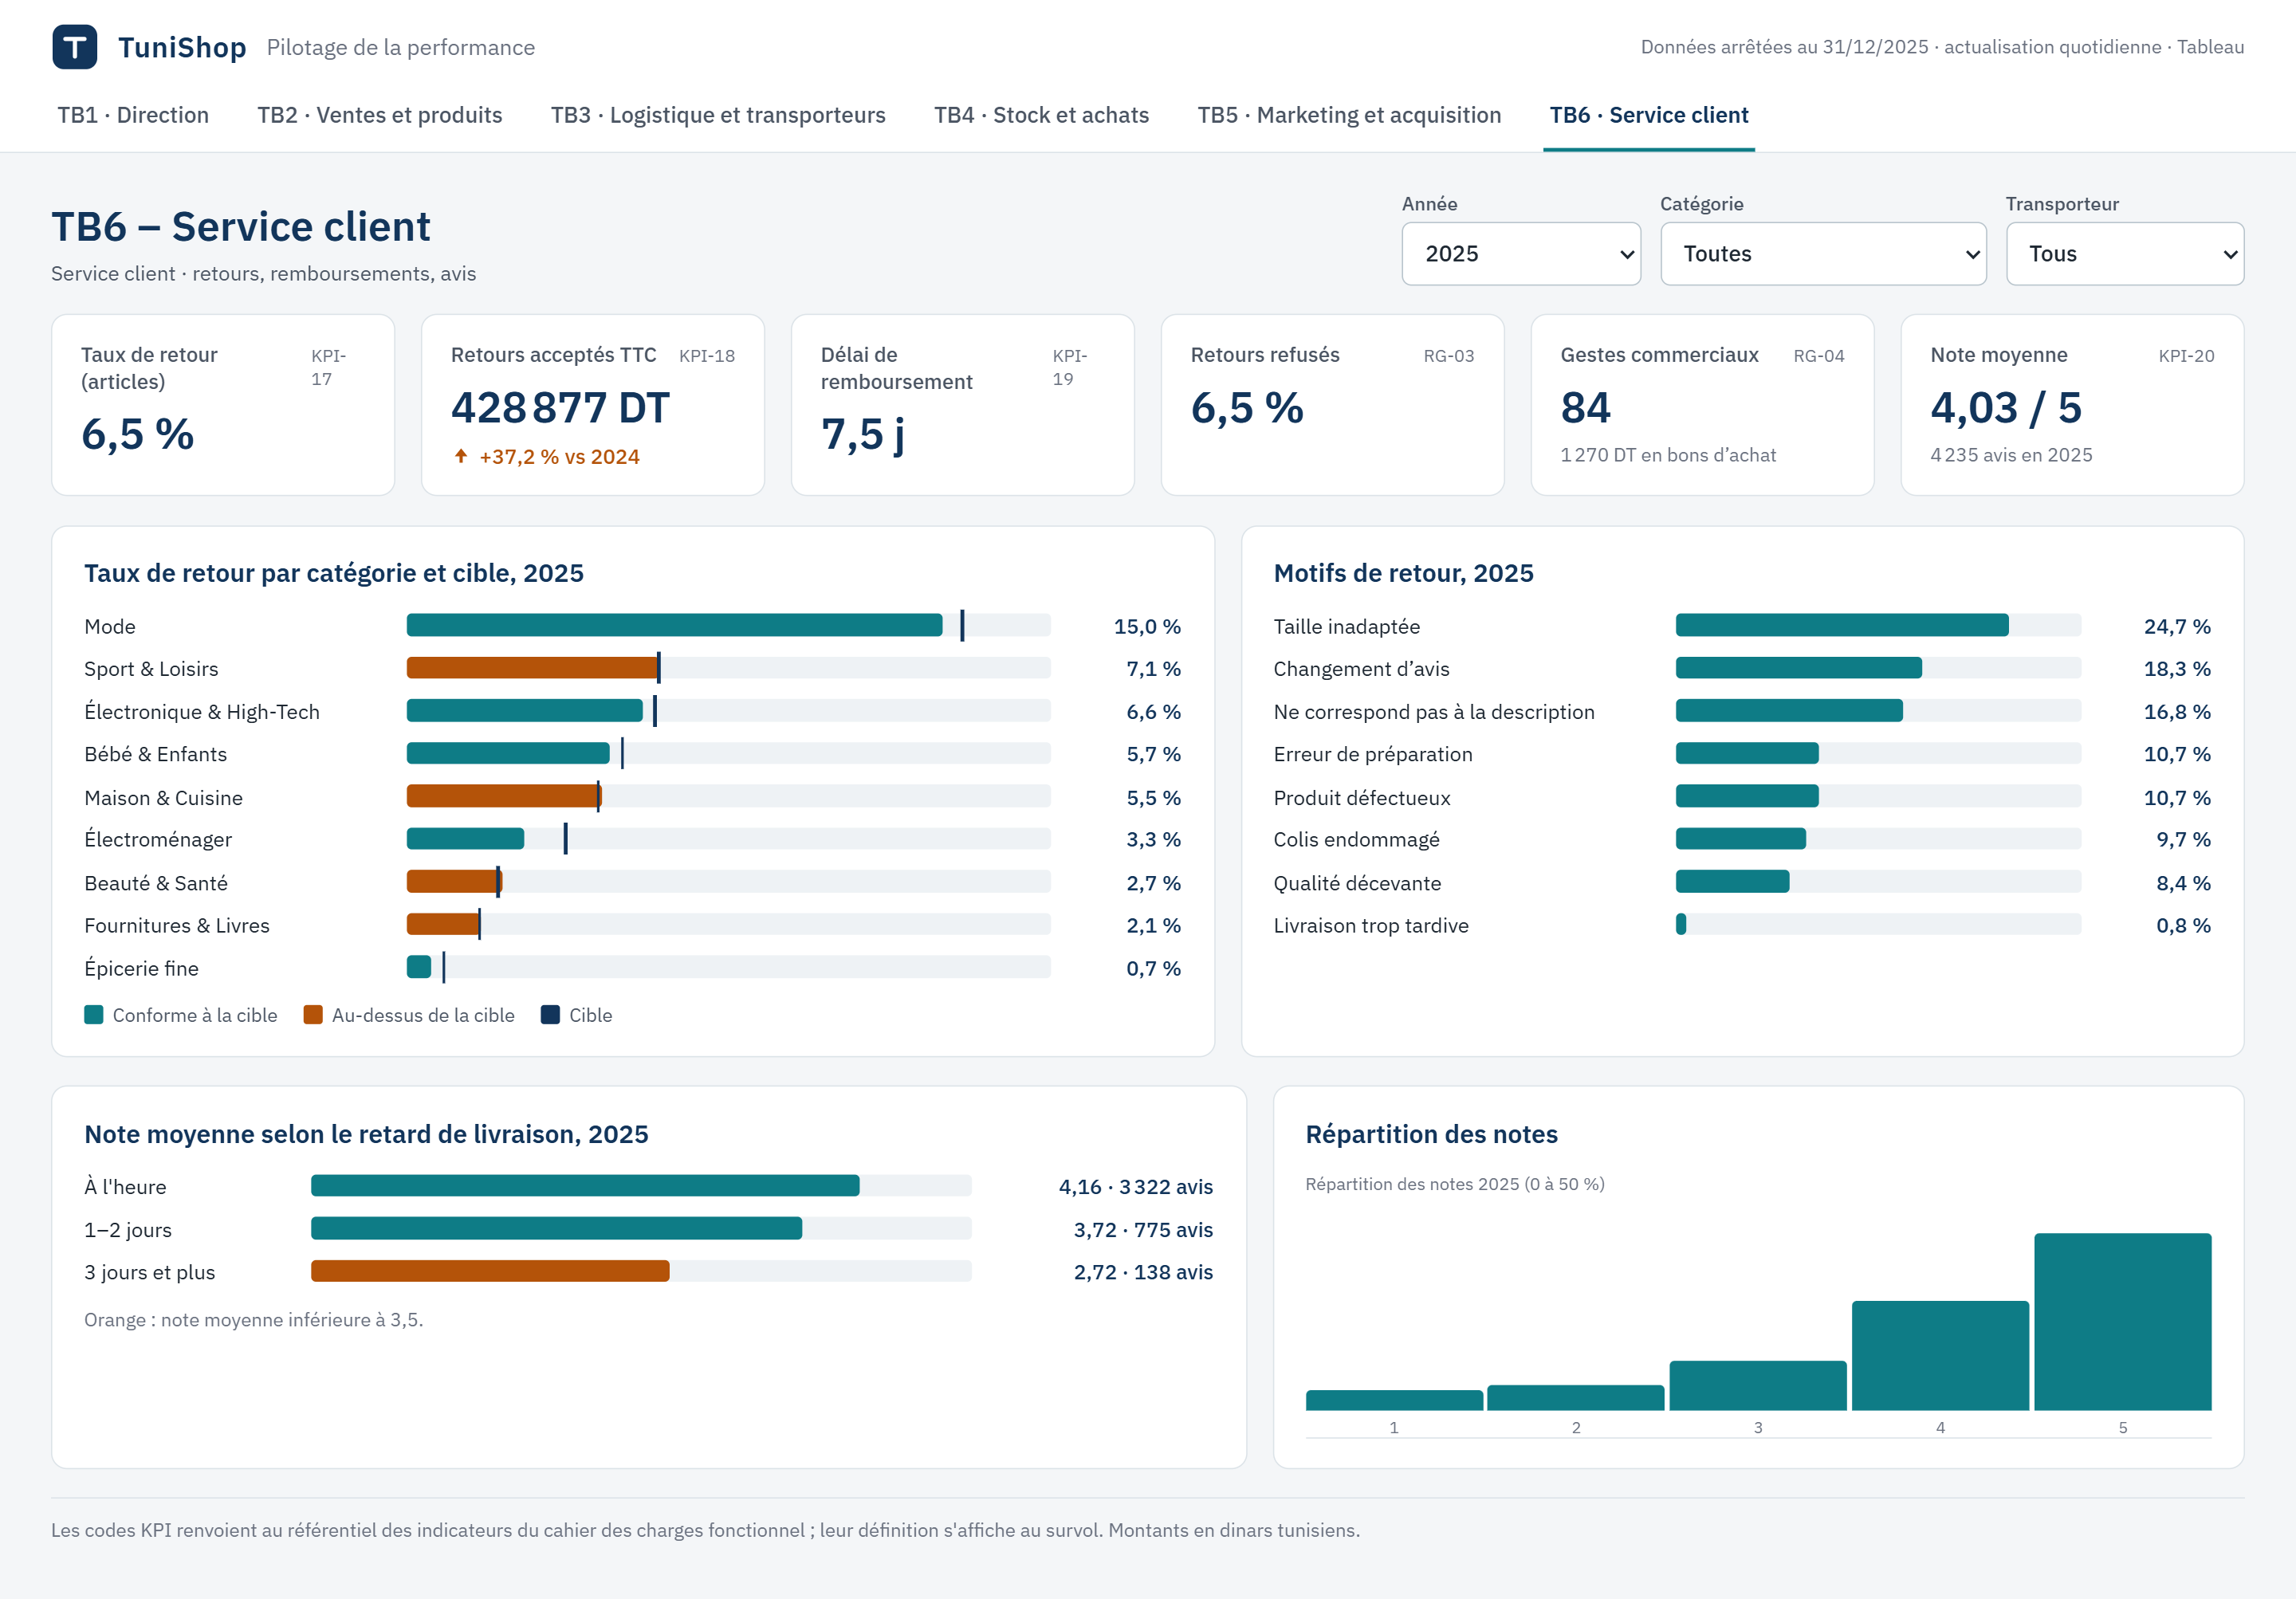 T TuniShop Pilotage de la performance
Données arrêtées au 31/12/2025 · actualisation quotidienne · Tableau
TB1 · Direction TB2 · Ventes et produits TB3 · Logistique et transporteurs TB4 · Stock et achats TB5 · Marketing et acquisition TB6 · Service client
TB6 – Service client
Service client · retours, remboursements, avis
Année Catégorie Transporteur
2025 Toutes Tous
Taux de retour KPI-
(articles) 17
6,5 %
Retours acceptés TTC KPI-18
428 877 DT
+37,2 % vs 2024
Délai de KPI-
remboursement 19
7,5 j
Retours refusés RG-03
6,5 %
Gestes commerciaux RG-04
84
1 270 DT en bons d’achat
Note moyenne KPI-20
4,03 / 5
4 235 avis en 2025
Taux de retour par catégorie et cible, 2025
Mode 15,0 %
Sport & Loisirs 7,1 %
Électronique & High-Tech 6,6 %
Bébé & Enfants 5,7 %
Maison & Cuisine 5,5 %
Électroménager 3,3 %
Beauté & Santé 2,7 %
Fournitures & Livres 2,1 %
Épicerie fine 0,7 %
Conforme à la cible Au-dessus de la cible Cible
Motifs de retour, 2025
Taille inadaptée 24,7 %
Changement d’avis 18,3 %
Ne correspond pas à la description 16,8 %
Erreur de préparation 10,7 %
Produit défectueux 10,7 %
Colis endommagé 9,7 %
Qualité décevante 8,4 %
Livraison trop tardive 0,8 %
Note moyenne selon le retard de livraison, 2025
À l'heure 4,16 · 3 322 avis
1–2 jours 3,72 · 775 avis
3 jours et plus 2,72 · 138 avis
Orange : note moyenne inférieure à 3,5.
Répartition des notes
Répartition des notes 2025 (0 à 50 %)
1 2 3 4 5
Les codes KPI renvoient au référentiel des indicateurs du cahier des charges fonctionnel ; leur définition s'affiche au survol. Montants en dinars tunisiens.